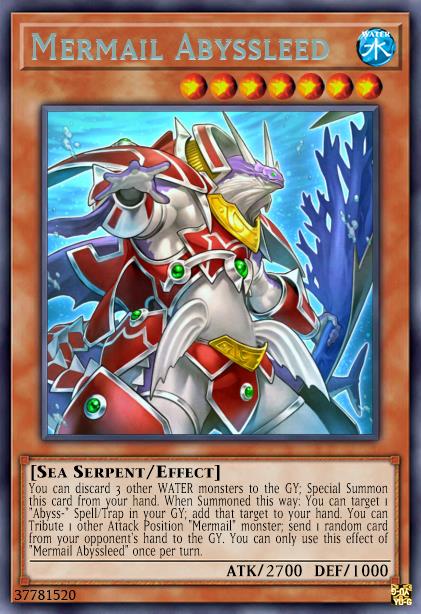 Mermail Abyssleed
WATER
水
[Sea Serpent/Effect]
You can discard 3 other WATER monsters to the GY; Special Summon
this card from your hand. When Summoned this way: You can target 1
"Abyss-" Spell/Trap in your GY; add that target to your hand. You can
Tribute 1 other Attack Position "Mermail" monster; send 1 random card
from your opponent's hand to the GY. You can only use this effect of
"Mermail Abyssleed" once per turn.
ATK/2700 DEF/1000
37781520